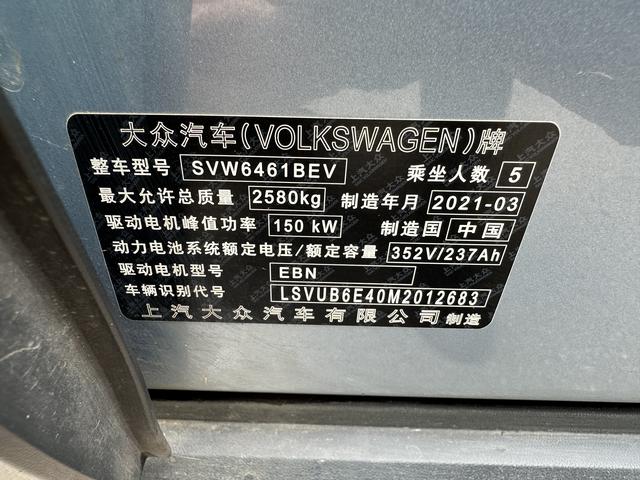 大众汽车(VOLKSWAGEN)牌
整车型号 SVW6461BEV 乘坐人数 5
最大允许总质量 2580kg 制造年月 2021-03
驱动电机峰值功率 150 kW 制造国 中国
动力电池系统额定电压/额定容量 352V/237Ah
驱动电机型号 EBN
车辆识别代号 LSVUB6E40M2012683
上汽大众汽车有限公司 制造